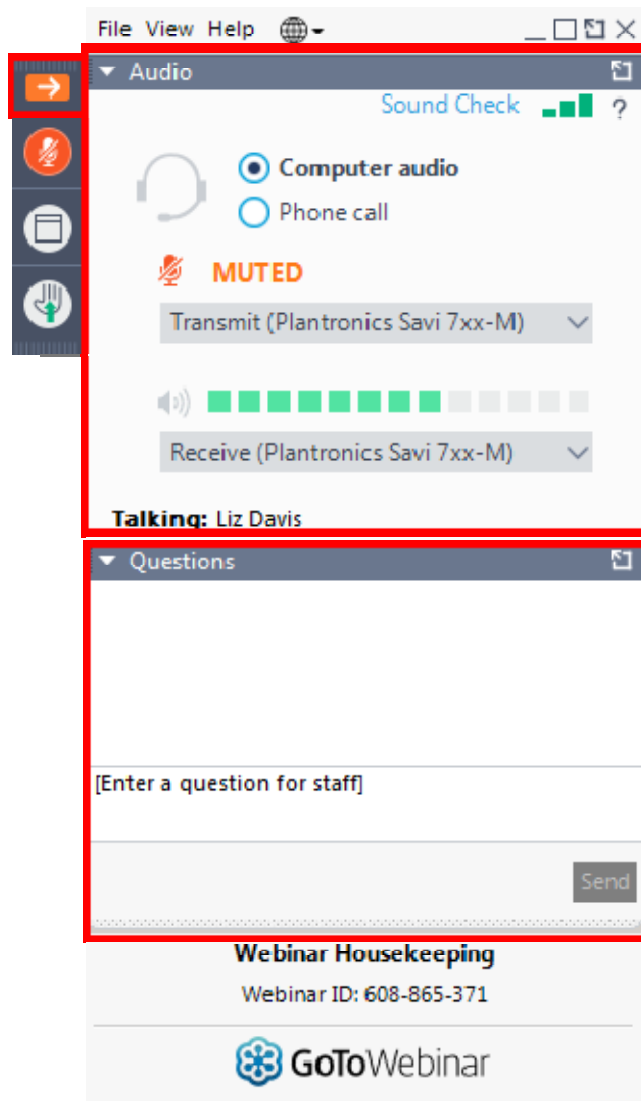 File View Help
Audio
Sound Check ?
Computer audio
Phone call
MUTED
Transmit (Plantronics Savi 7xx-M)
Receive (Plantronics Savi 7xx-M)
Talking: Liz Davis
Questions
[Enter a question for staff]
Send
Webinar Housekeeping
Webinar ID: 608-865-371
GoToWebinar